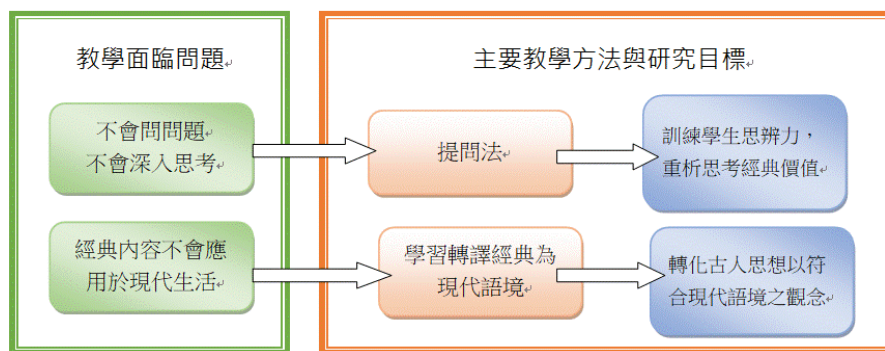 教學面臨問題
主要教學方法與研究目標
不會問問題
不會深入思考
提問法
訓練學生思辨力，
重析思考經典價值
經典內容不會應
用於現代生活
學習轉譯經典為
現代語境
轉化古人思想以符
合現代語境之觀念